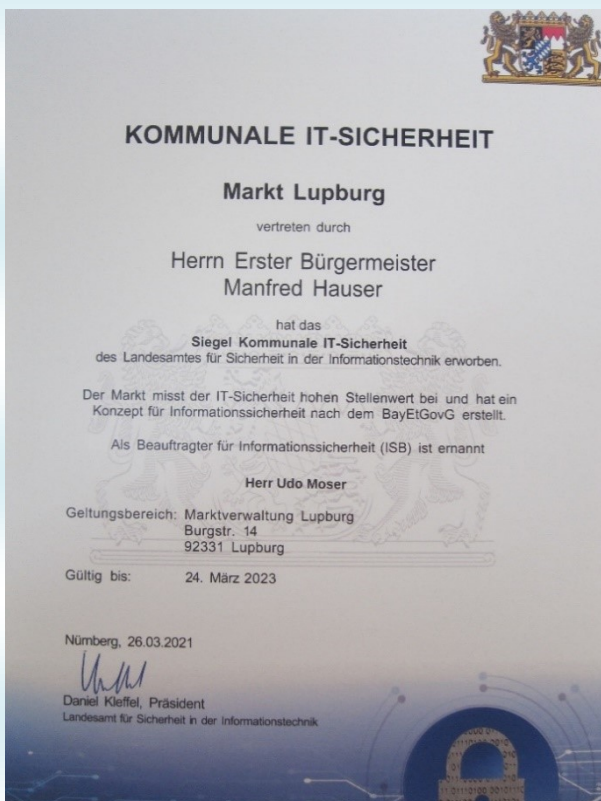 KOMMUNALE IT-SICHERHEIT
Markt Lupburg
vertreten durch
Herrn Erster Bürgermeister
Manfred Hauser
hat das
Siegel Kommunale IT-Sicherheit
des Landesamtes für Sicherheit in der Informationstechnik erworben.
Der Markt misst der IT-Sicherheit hohen Stellenwert bei und hat ein
Konzept für Informationssicherheit nach dem BayEtGovG erstellt.
Als Beauftragter für Informationssicherheit (ISB) ist ernannt
Herr Udo Moser
Geltungsbereich: Marktverwaltung Lupburg
Burgstr. 14
92331 Lupburg
Gültig bis: 24. März 2023
Nürnberg, 26.03.2021
Daniel Kleffel, Präsident
Landesamt für Sicherheit in der Informationstechnik